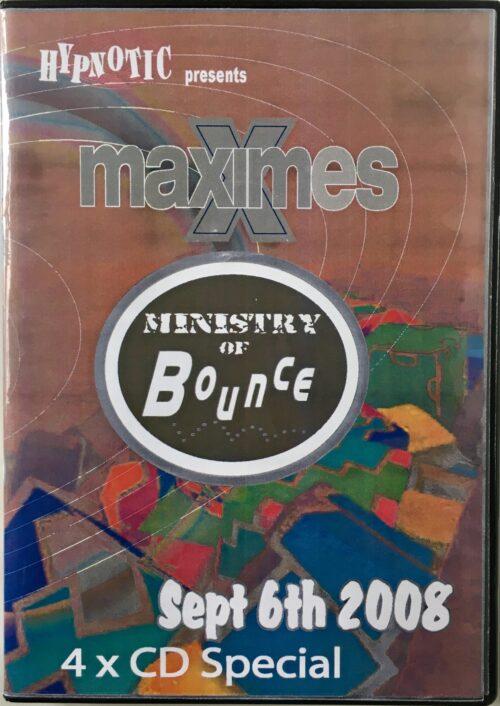 HYPNOTIC presents
maximes
X
MINISTRY
OF
BOUNCE
Sept 6th 2008
4 x CD Special